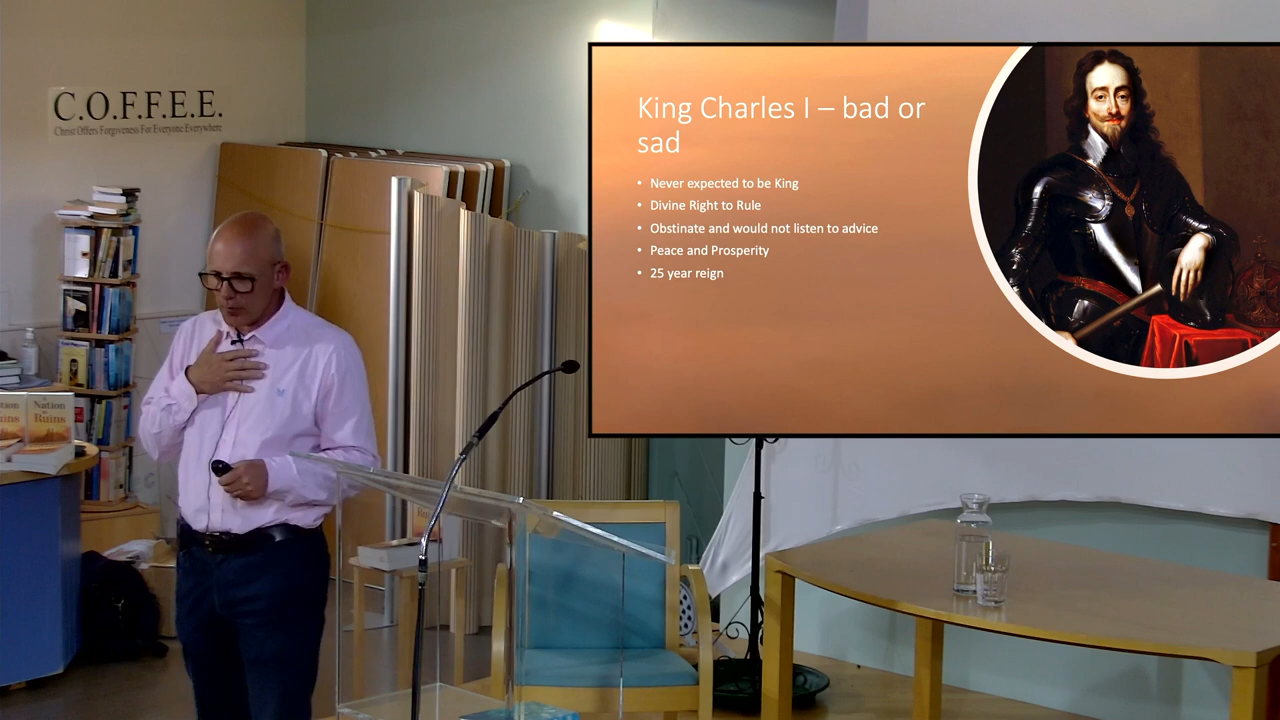 C.O.F.F.E.E.
Christ Offers Forgiveness For Everyone Everywhere
King Charles I – bad or
sad
• Never expected to be King
• Divine Right to Rule
• Obstinate and would not listen to advice
• Peace and Prosperity
• 25 year reign
Nation
Ruins